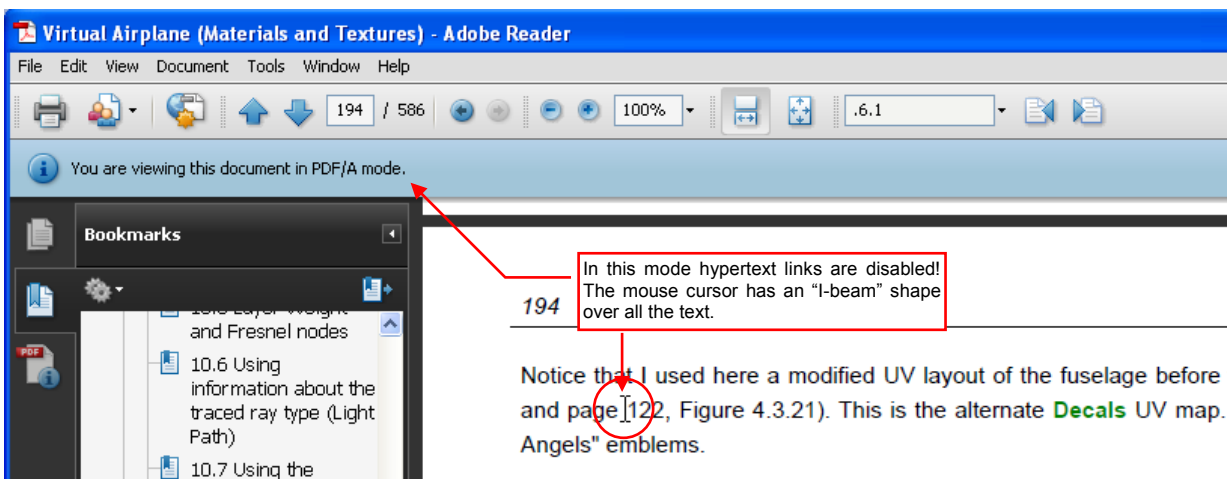 Virtual Airplane (Materials and Textures) - Adobe Reader
File Edit View Document Tools Window Help
194 / 586 100% .6.1
You are viewing this document in PDF/A mode.
Bookmarks
and Fresnel nodes
10.6 Using
information about the
traced ray type (Light
Path)
10.7 Using the
PDF
In this mode hypertext links are disabled!
The mouse cursor has an “I-beam” shape
over all the text.
194
Notice that I used here a modified UV layout of the fuselage before
and page 122, Figure 4.3.21). This is the alternate Decals UV map.
Angels" emblems.